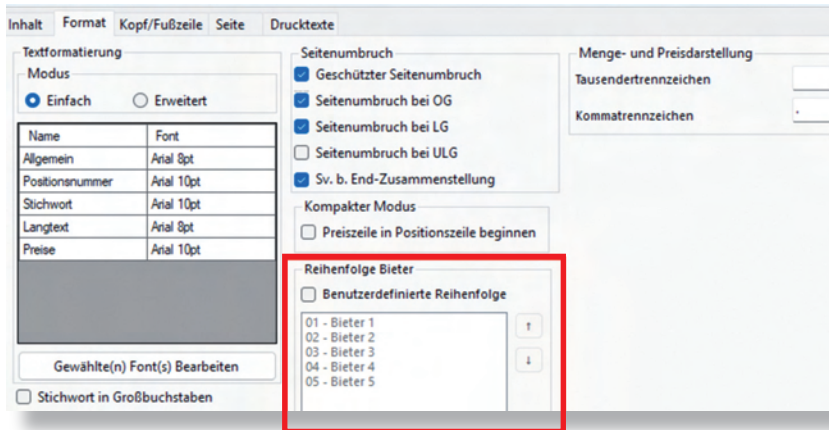 Inhalt Format Kopf/Fußzeile Seite Drucktexte
Textformatierung
Modus
Einfach Erweitert
Name Font
Allgemein Arial 8pt
Positionsnummer Arial 10pt
Stichwort Arial 10pt
Langtext Arial 8pt
Preise Arial 10pt
Gewählte(n) Font(s) Bearbeiten
Stichwort in Großbuchstaben
Seitenumbruch
Geschützter Seitenumbruch
Seitenumbruch bei OG
Seitenumbruch bei LG
Seitenumbruch bei ULG
Sv. b. End-Zusammenstellung
Kompakter Modus
Preiszeile in Positionszeile beginnen
Reihenfolge Bieter
Benutzerdefinierte Reihenfolge
01 - Bieter 1
02 - Bieter 2
03 - Bieter 3
04 - Bieter 4
05 - Bieter 5
↑
↓
Menge- und Preisdarstellung
Tausendertrennzeichen
Kommatrennzeichen .